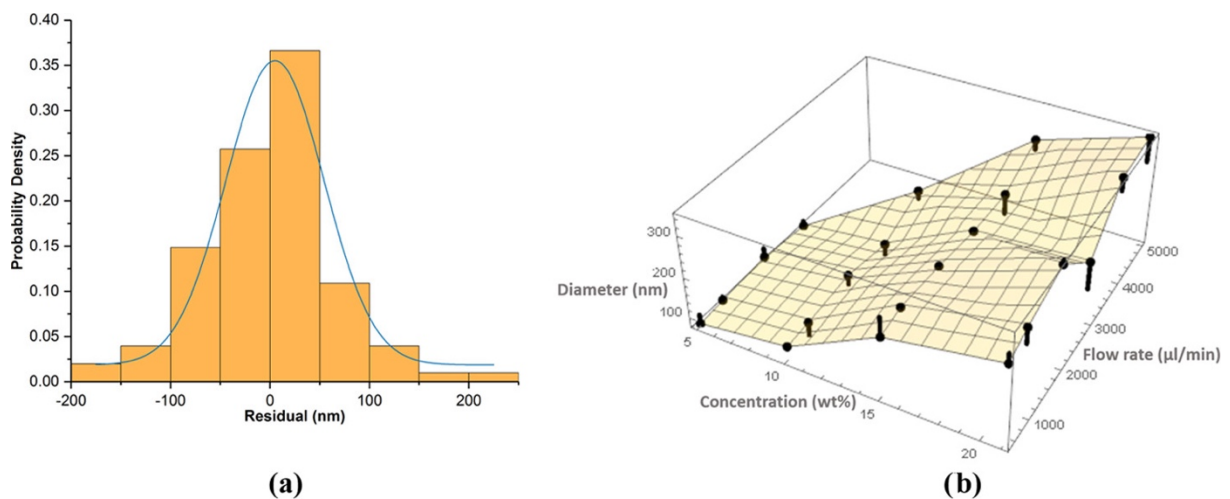 0.40
0.35
0.30
0.25
0.20
0.15
0.10
0.05
0.00
Probability Density
-200 -100 0 100 200
Residual (nm)
(a)
300
200
100
Diameter (nm)
5
10
15
20
Concentration (wt%)
5000
4000
3000
2000
1000
Flow rate (µl/min)
(b)